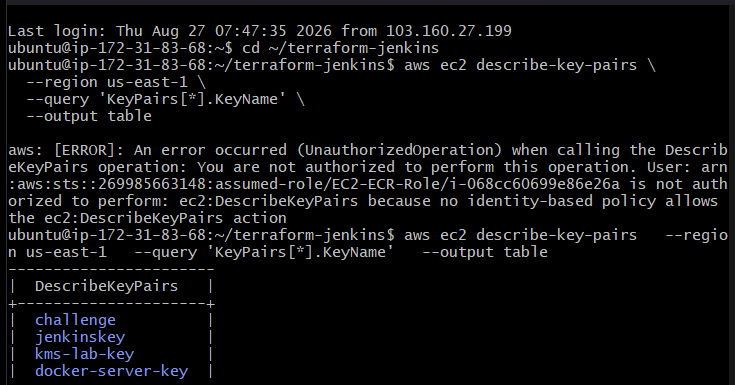 Last login: Thu Aug 27 07:47:35 2026 from 103.160.27.199
ubuntu@ip-172-31-83-68:~$ cd ~/terraform-jenkins
ubuntu@ip-172-31-83-68:~/terraform-jenkins$ aws ec2 describe-key-pairs \
  --region us-east-1 \
  --query 'KeyPairs[*].KeyName' \
  --output table

aws: [ERROR]: An error occurred (UnauthorizedOperation) when calling the Describ
eKeyPairs operation: You are not authorized to perform this operation. User: arn
:aws:sts::269985663148:assumed-role/EC2-ECR-Role/i-068cc60699e86e26a is not auth
orized to perform: ec2:DescribeKeyPairs because no identity-based policy allows
the ec2:DescribeKeyPairs action
ubuntu@ip-172-31-83-68:~/terraform-jenkins$ aws ec2 describe-key-pairs   --regio
n us-east-1   --query 'KeyPairs[*].KeyName'   --output table
-----------------------
|  DescribeKeyPairs   |
+---------------------+
|  challenge          |
|  jenkinskey         |
|  kms-lab-key        |
|  docker-server-key  |